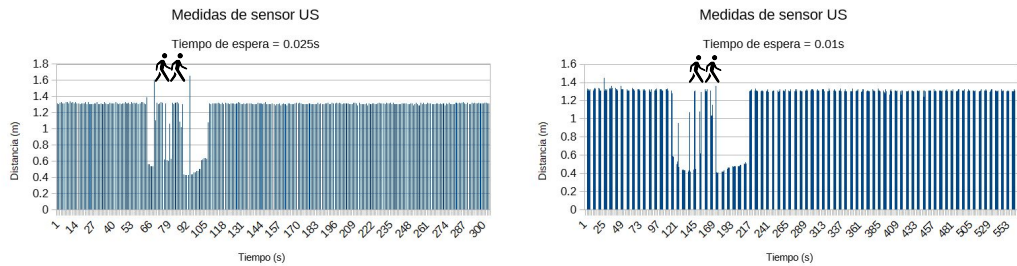 Medidas de sensor US
Tiempo de espera = 0.025s
Distancia (m)
1.8
1.6
1.4
1.2
1
0.8
0.6
0.4
0.2
0
1 14 27 40 53 66 79 92 105 118 131 144 157 170 183 196 209 222 235 248 261 274 287 300
Tiempo (s)
Medidas de sensor US
Tiempo de espera = 0.01s
Distancia (m)
1.6
1.4
1.2
1
0.8
0.6
0.4
0.2
0
1 25 49 73 97 121 145 169 193 217 241 265 289 313 337 361 385 409 433 457 481 505 529 553
Tiempo (s)